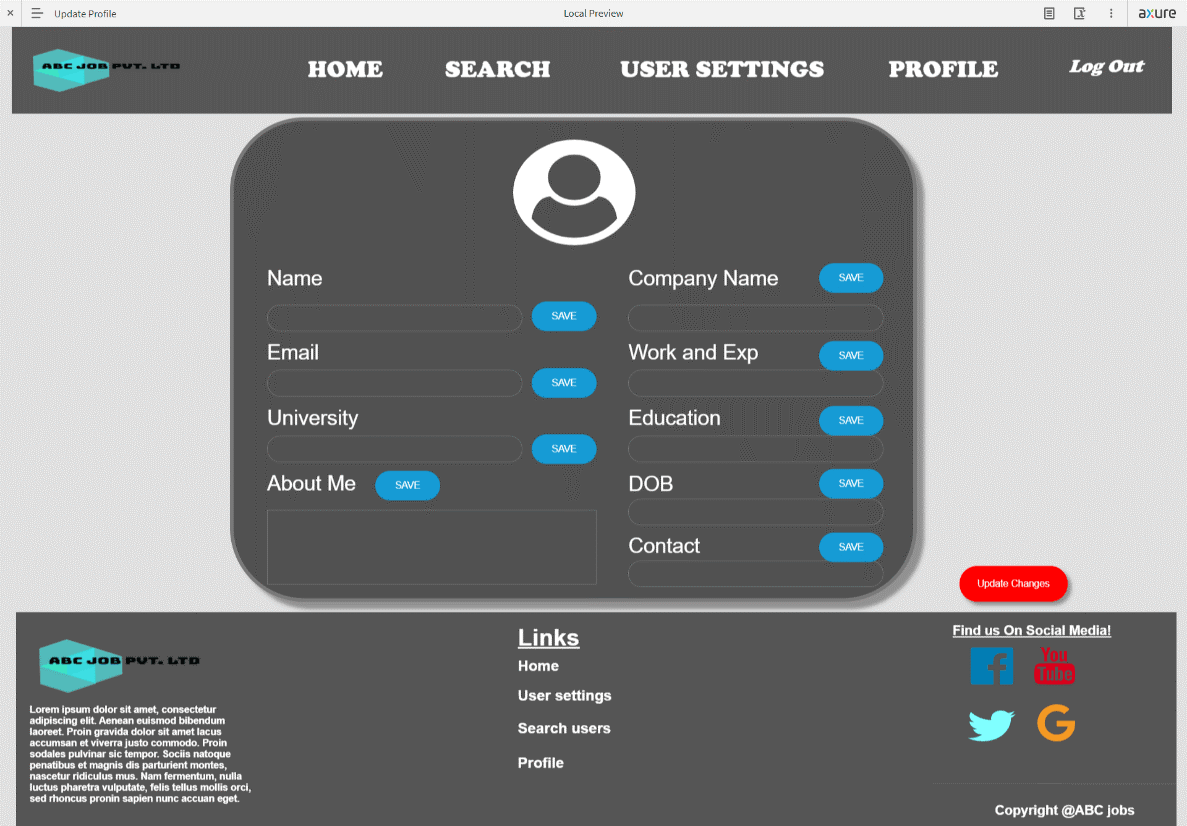 Update Profile
Local Preview
axure
ABC JOB PVT. LTD
HOME
SEARCH
USER SETTINGS
PROFILE
Log Out
Name
SAVE
Email
SAVE
University
SAVE
About Me
SAVE
Company Name
SAVE
Work and Exp
SAVE
Education
SAVE
DOB
SAVE
Contact
SAVE
Update Changes
ABC JOB PVT. LTD
Lorem ipsum dolor sit amet, consectetur
adipiscing elit. Aenean euismod bibendum
laoreet. Proin gravida dolor sit amet lacus
accumsan et viverra justo commodo. Proin
sodales pulvinar sic tempor. Sociis natoque
penatibus et magnis dis parturient montes,
nascetur ridiculus mus. Nam fermentum, nulla
luctus pharetra vulputate, felis tellus mollis orci,
sed rhoncus pronin sapien nunc accuan eget.
Links
Home
User settings
Search users
Profile
Find us On Social Media!
You
Tube
Copyright @ABC jobs